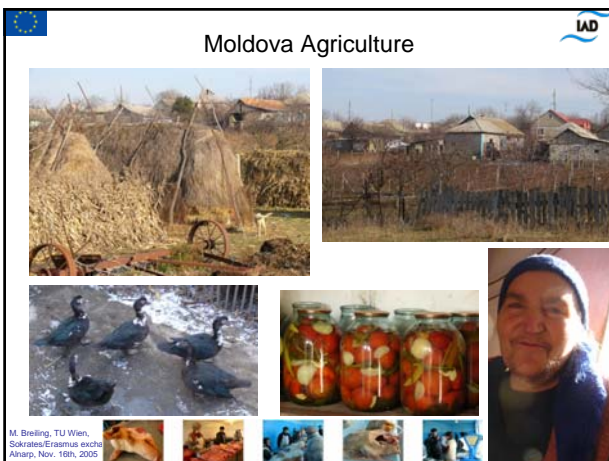 IAD
Moldova Agriculture
M. Breiling, TU Wien,
Sokrates/Erasmus excha
Alnarp, Nov. 16th, 2005